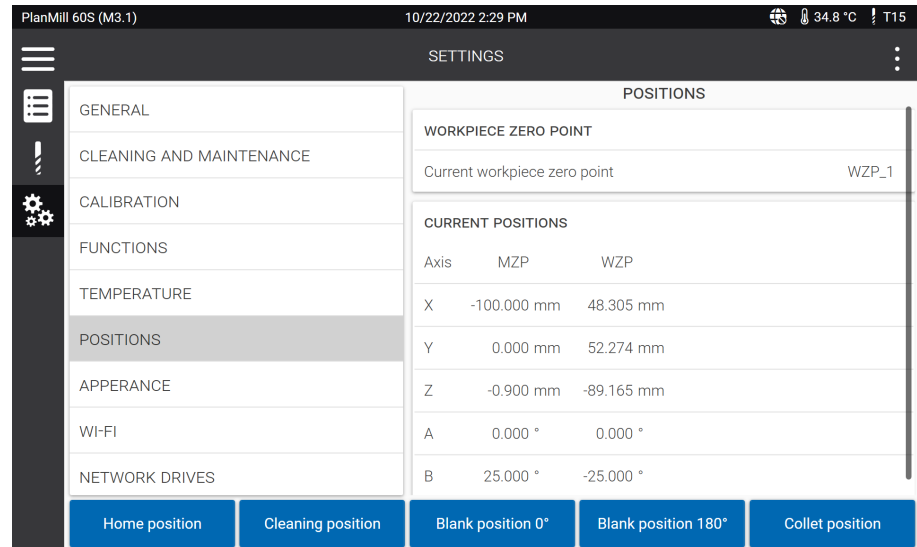 PlanMill 60S (M3.1) 10/22/2022 2:29 PM 34.8 °C T15
SETTINGS
GENERAL
CLEANING AND MAINTENANCE
CALIBRATION
FUNCTIONS
TEMPERATURE
POSITIONS
APPERANCE
WI-FI
NETWORK DRIVES
POSITIONS
WORKPIECE ZERO POINT
Current workpiece zero point WZP_1
CURRENT POSITIONS
Axis MZP WZP
X -100.000 mm 48.305 mm
Y 0.000 mm 52.274 mm
Z -0.900 mm -89.165 mm
A 0.000 ° 0.000 °
B 25.000 ° -25.000 °
Home position Cleaning position Blank position 0° Blank position 180° Collet position